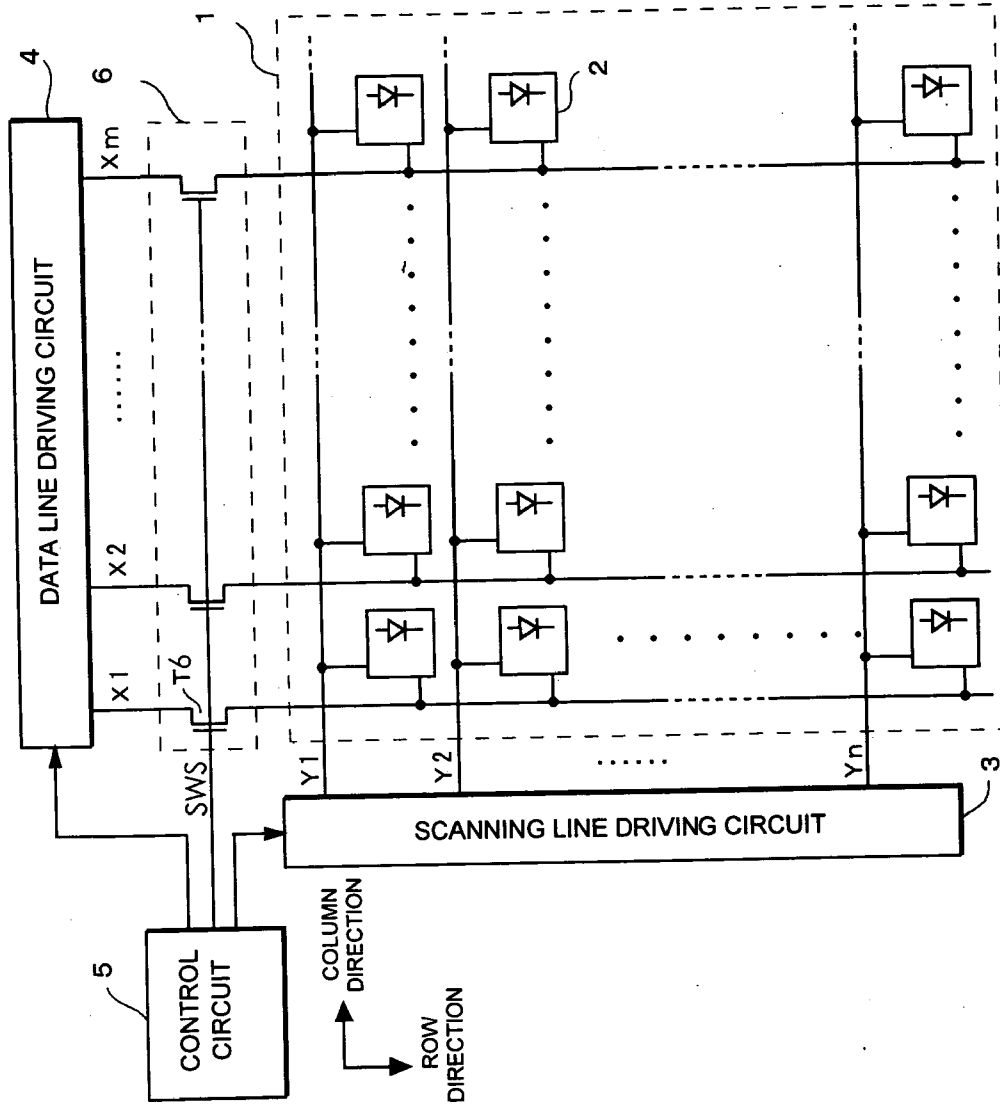 4
DATA LINE DRIVING CIRCUIT
6
X1
X2
......
Xm
T6
SWS
1
5
CONTROL
CIRCUIT
2
Y1
Y2
......
Yn
SCANNING LINE DRIVING CIRCUIT
3
COLUMN
DIRECTION
ROW
DIRECTION